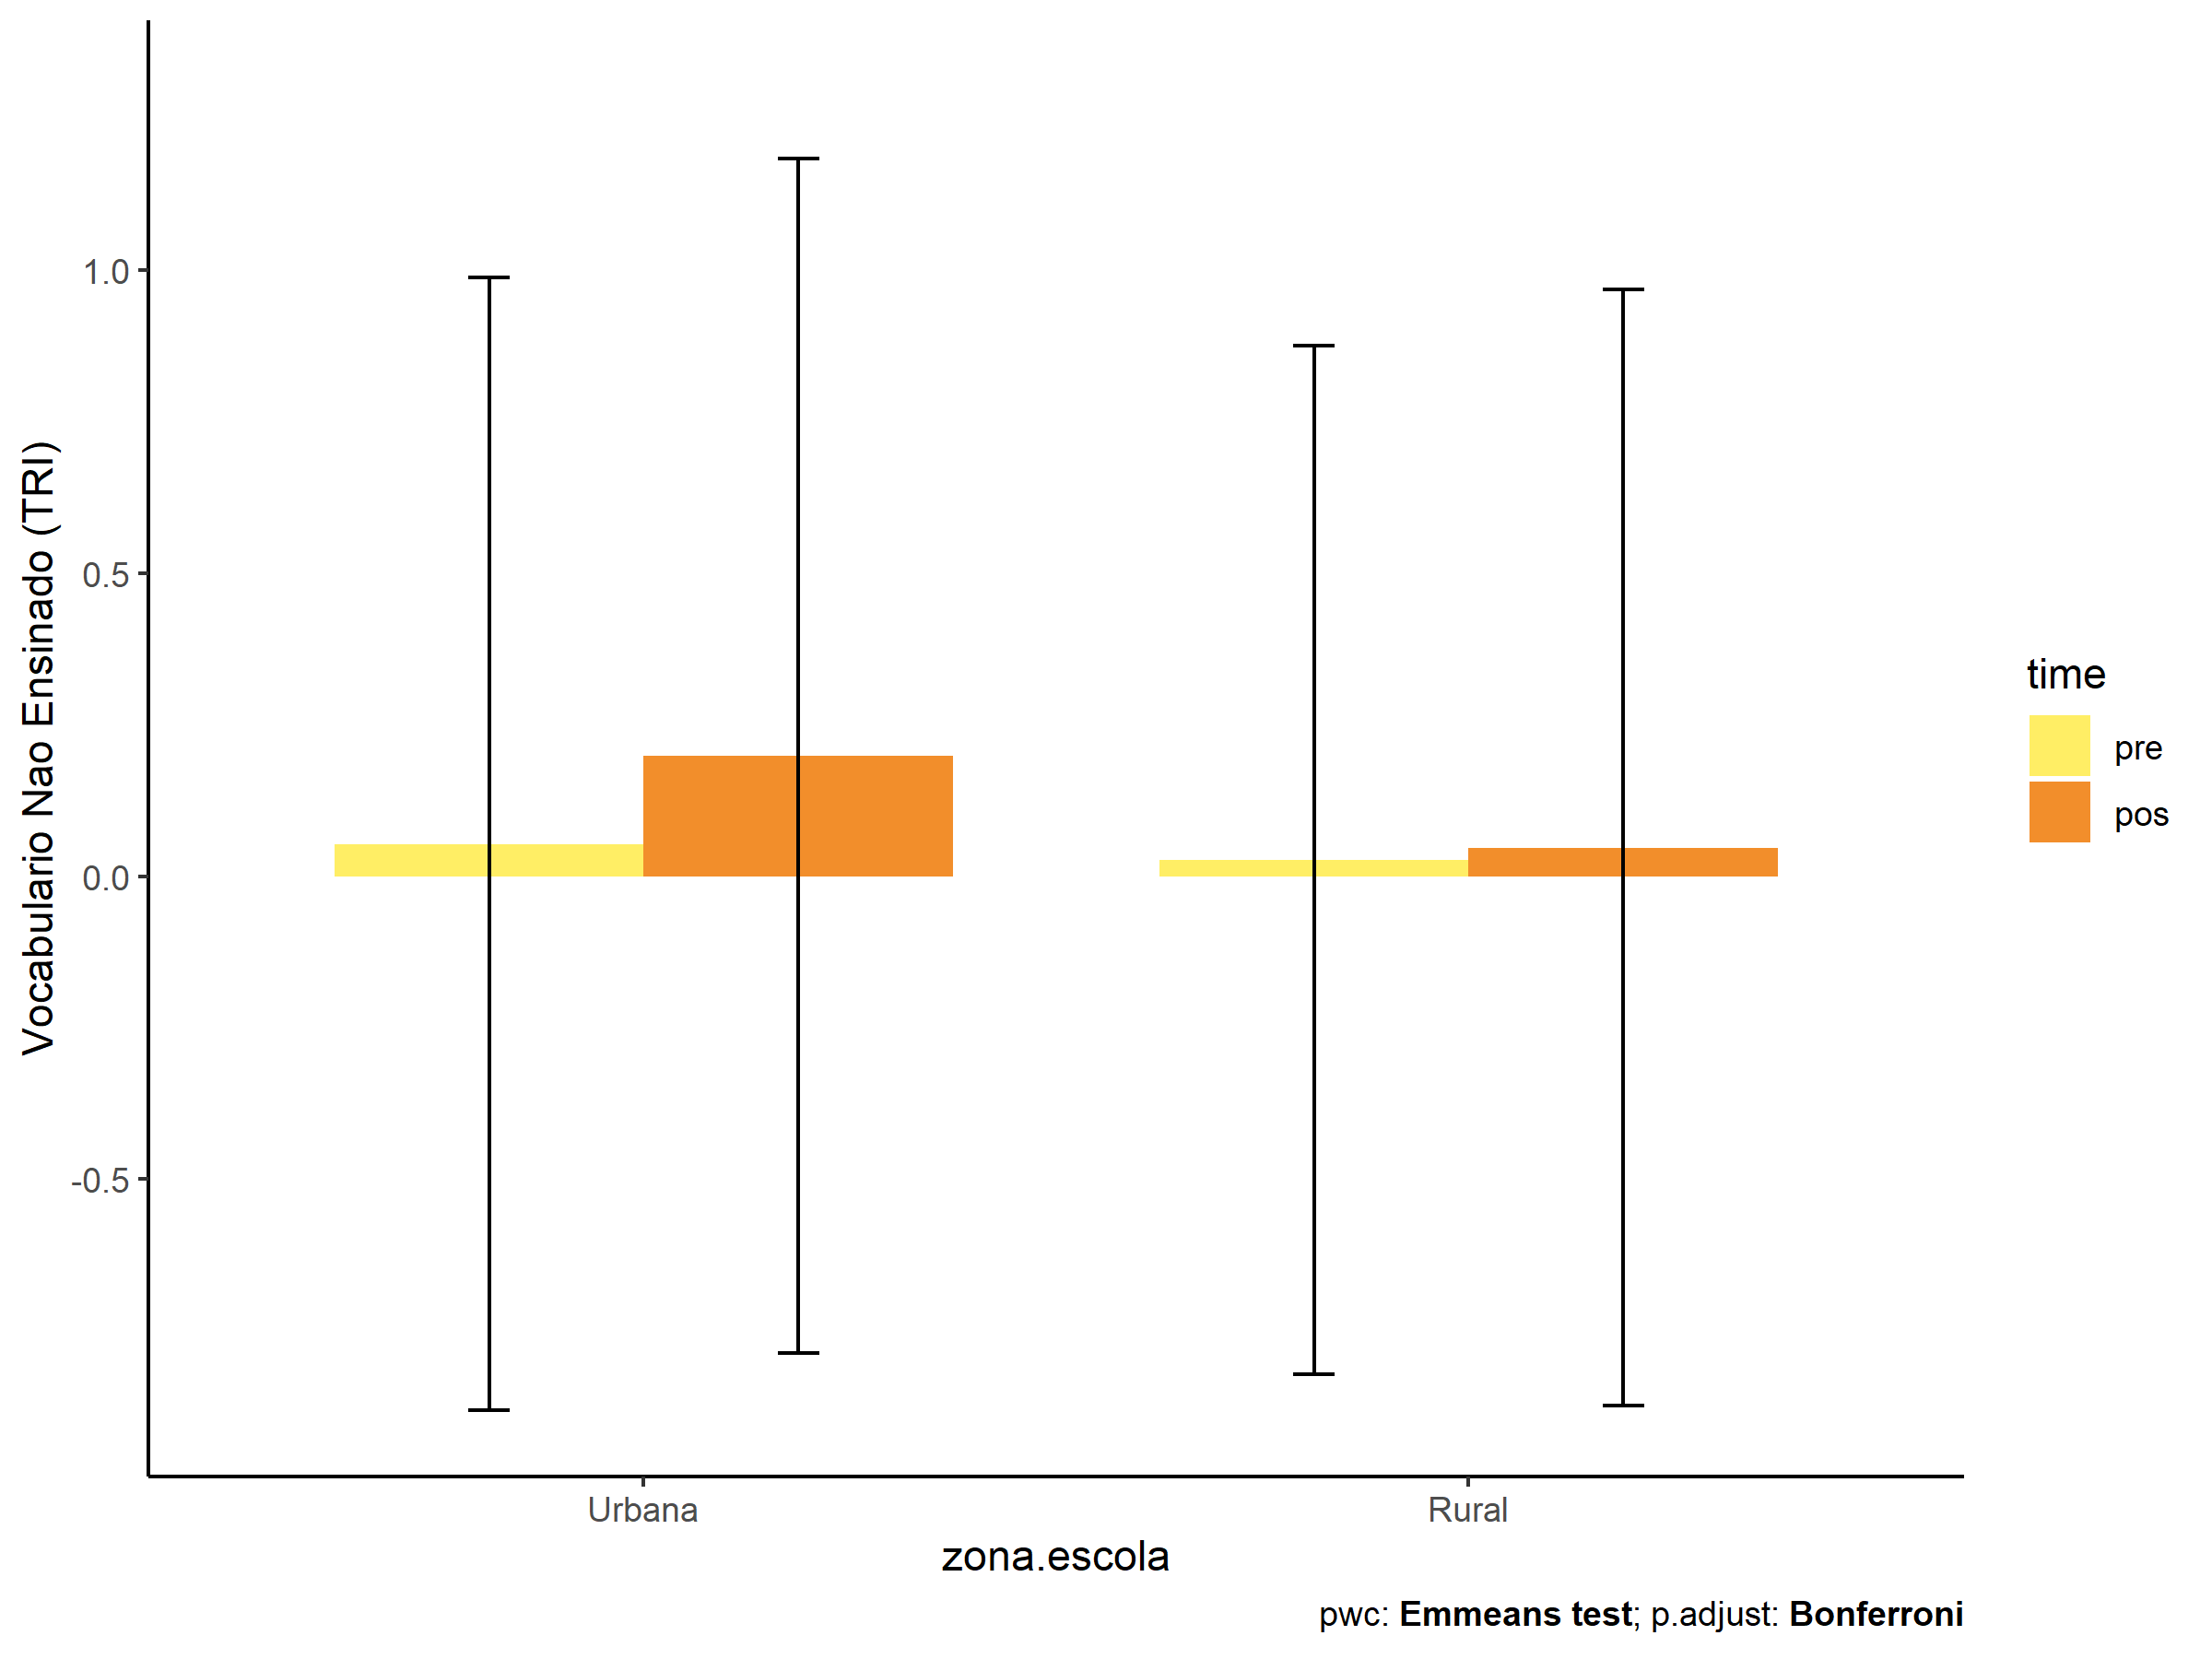 Vocabulario Nao Ensinado (TRI)
1.0
0.5
0.0
-0.5
Urbana
Rural
zona.escola
time
pre
pos
pwc: Emmeans test; p.adjust: Bonferroni